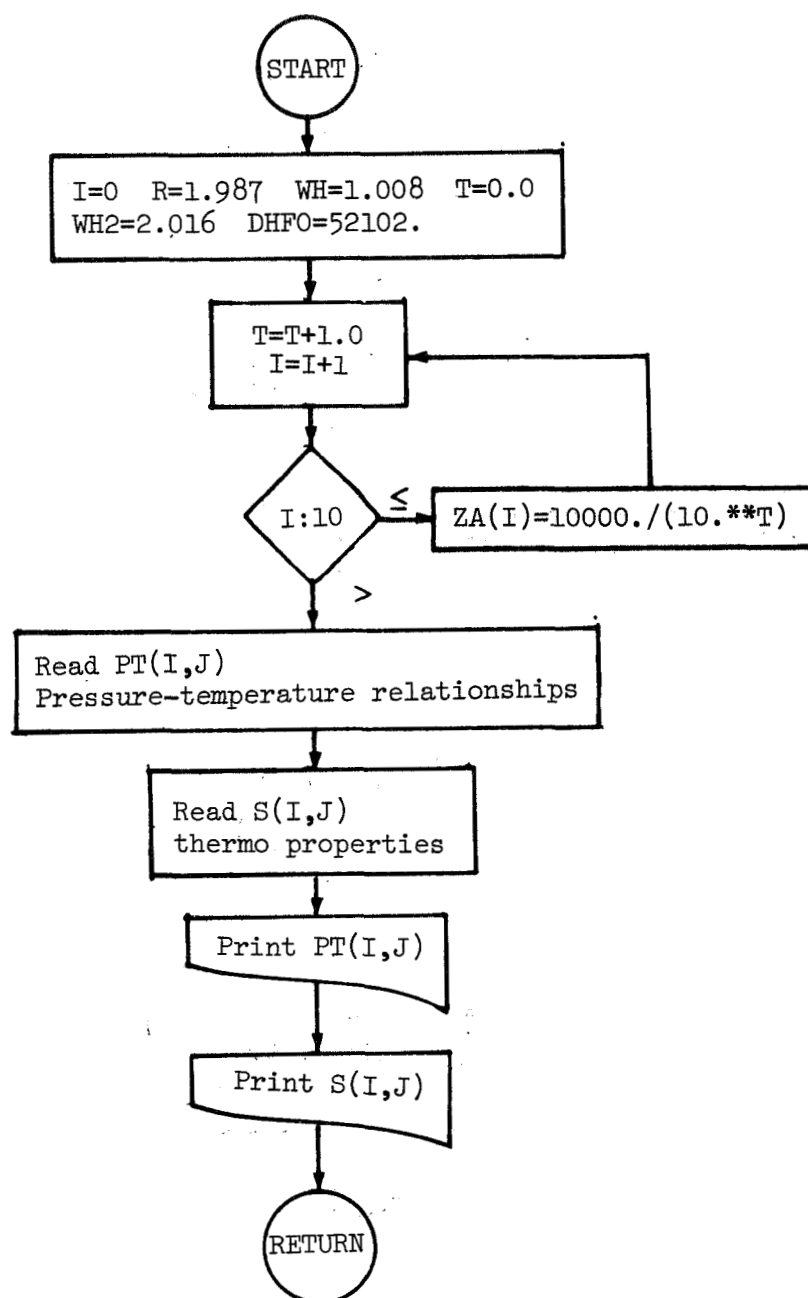 START
I=0 R=1.987 WH=1.008 T=0.0
WH2=2.016 DHFO=52102.
T=T+1.0
I=I+1
I:10
≤
ZA(I)=10000./(10.**T)
>
Read PT(I,J)
Pressure-temperature relationships
Read S(I,J)
thermo properties
Print PT(I,J)
Print S(I,J)
RETURN